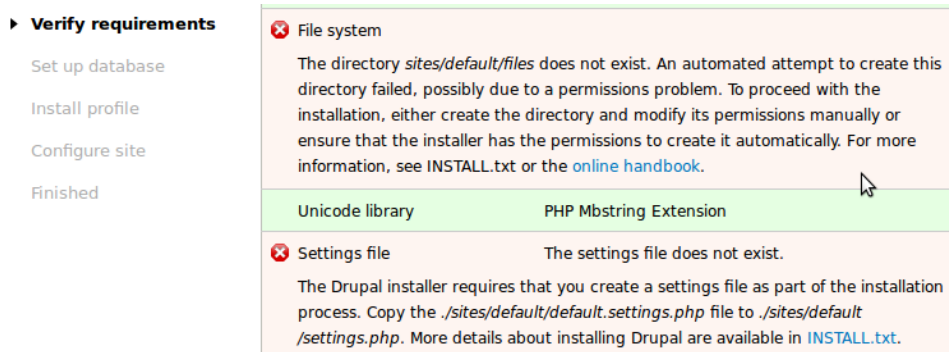 Verify requirements
Set up database
Install profile
Configure site
Finished
File system
The directory sites/default/files does not exist. An automated attempt to create this
directory failed, possibly due to a permissions problem. To proceed with the
installation, either create the directory and modify its permissions manually or
ensure that the installer has the permissions to create it automatically. For more
information, see INSTALL.txt or the online handbook.
Unicode library PHP Mbstring Extension
Settings file The settings file does not exist.
The Drupal installer requires that you create a settings file as part of the installation
process. Copy the ./sites/default/default.settings.php file to ./sites/default
/settings.php. More details about installing Drupal are available in INSTALL.txt.